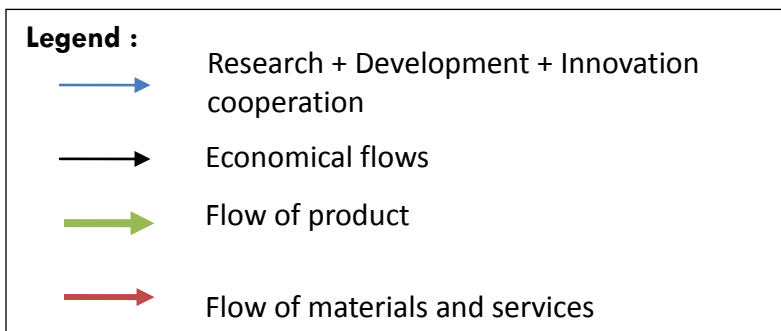 Legend :
Research + Development + Innovation
cooperation
Economical flows
Flow of product
Flow of materials and services